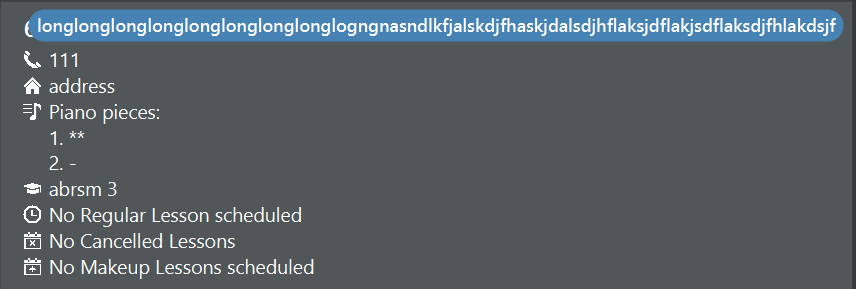 longlonglonglonglonglonglonglonglonglogngnasndlkfjalskdjfhaskjdalsdjhflaksjdflakjsdflaksdjfhlakdsjf
111
address
Piano pieces:
1. **
2. -
abrsm 3
No Regular Lesson scheduled
No Cancelled Lessons
No Makeup Lessons scheduled